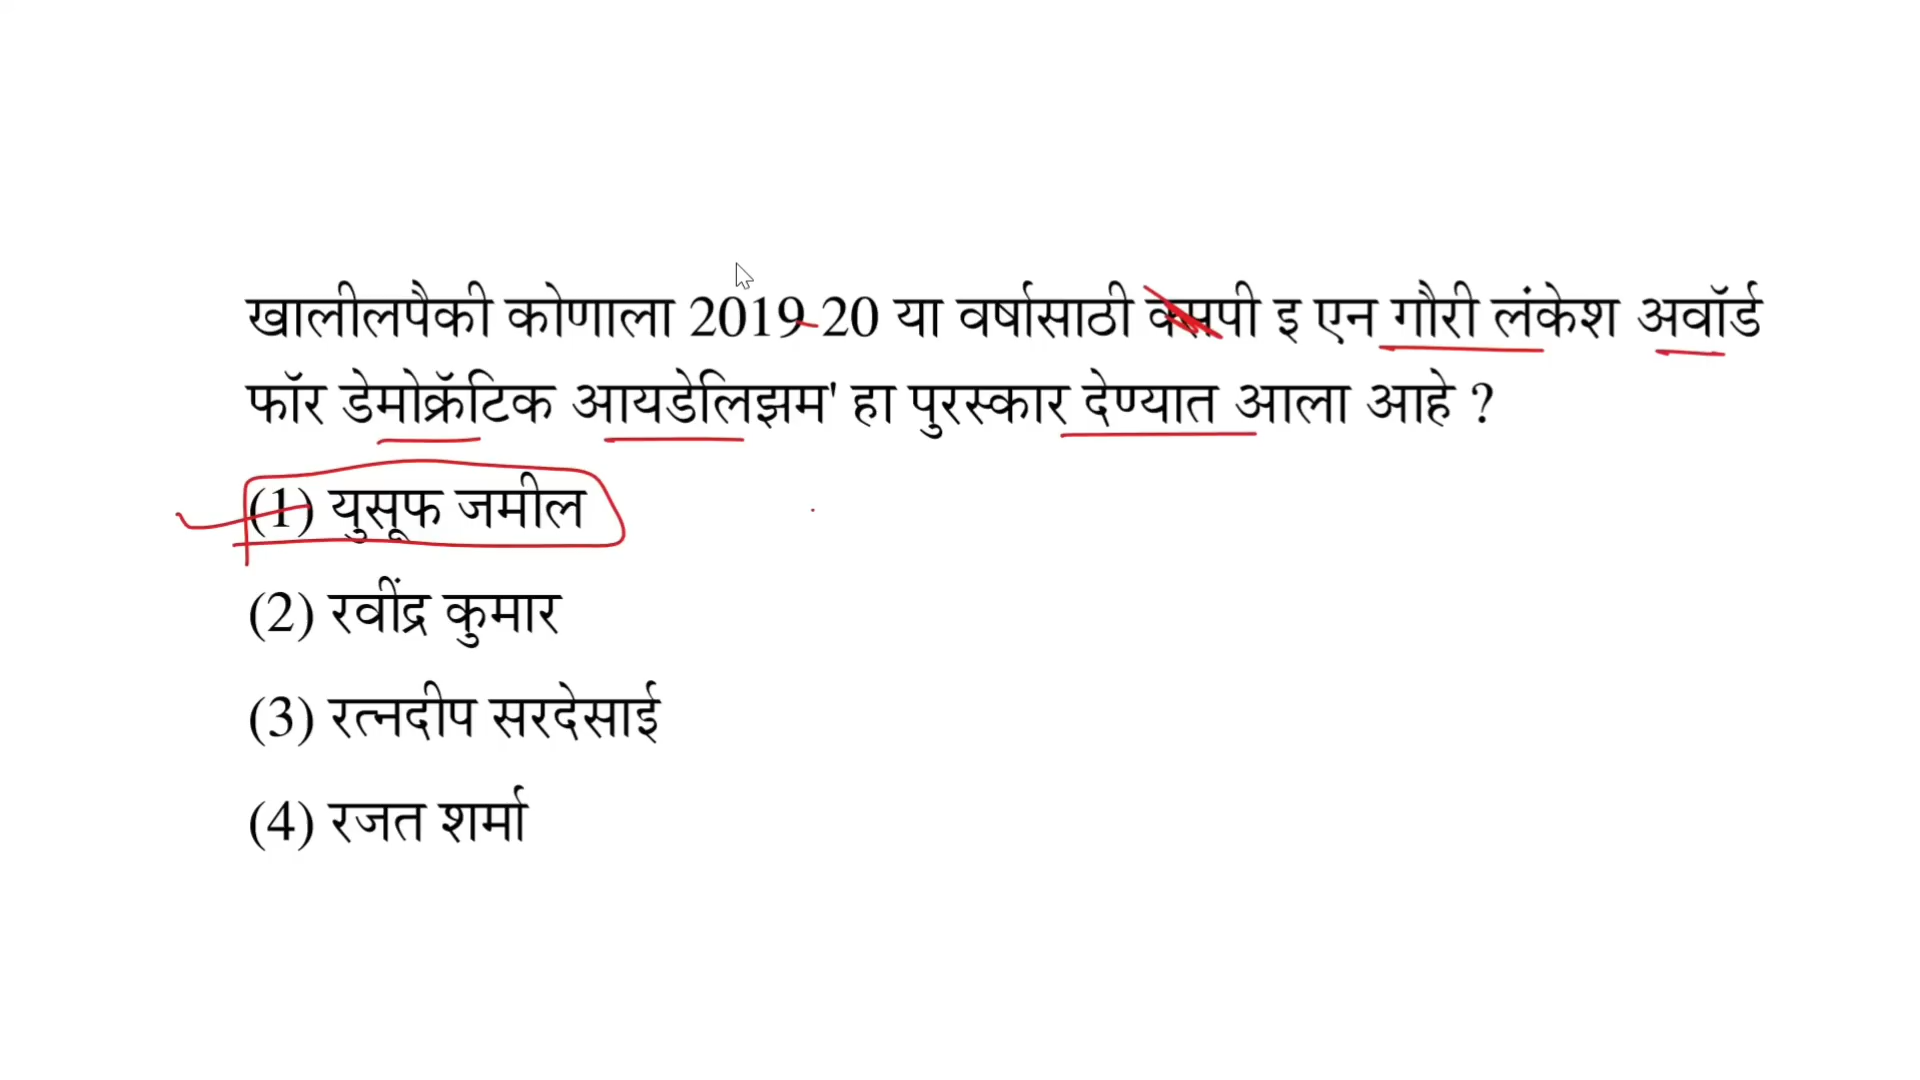 खालीलपैकी कोणाला 2019-20 या वर्षासाठी पी इ एन गौरी लंकेश अवॉर्ड
फॉर डेमोक्रॅटिक आयडेलिझम' हा पुरस्कार देण्यात आला आहे ?
(1) युसूफ जमील
(2) रवींद्र कुमार
(3) रत्नदीप सरदेसाई
(4) रजत शर्मा